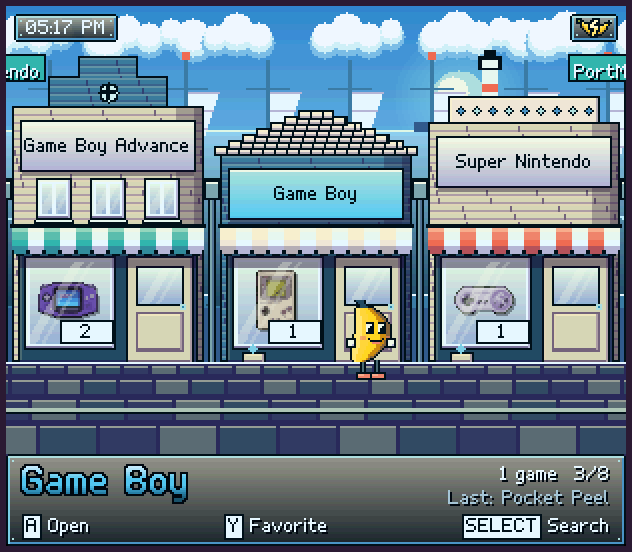 05:17 PM
endo
PortM
Game Boy Advance
Game Boy
Super Nintendo
2
1
1
Game Boy
1 game 3/8
Last: Pocket Peel
A Open
Y Favorite
SELECT Search